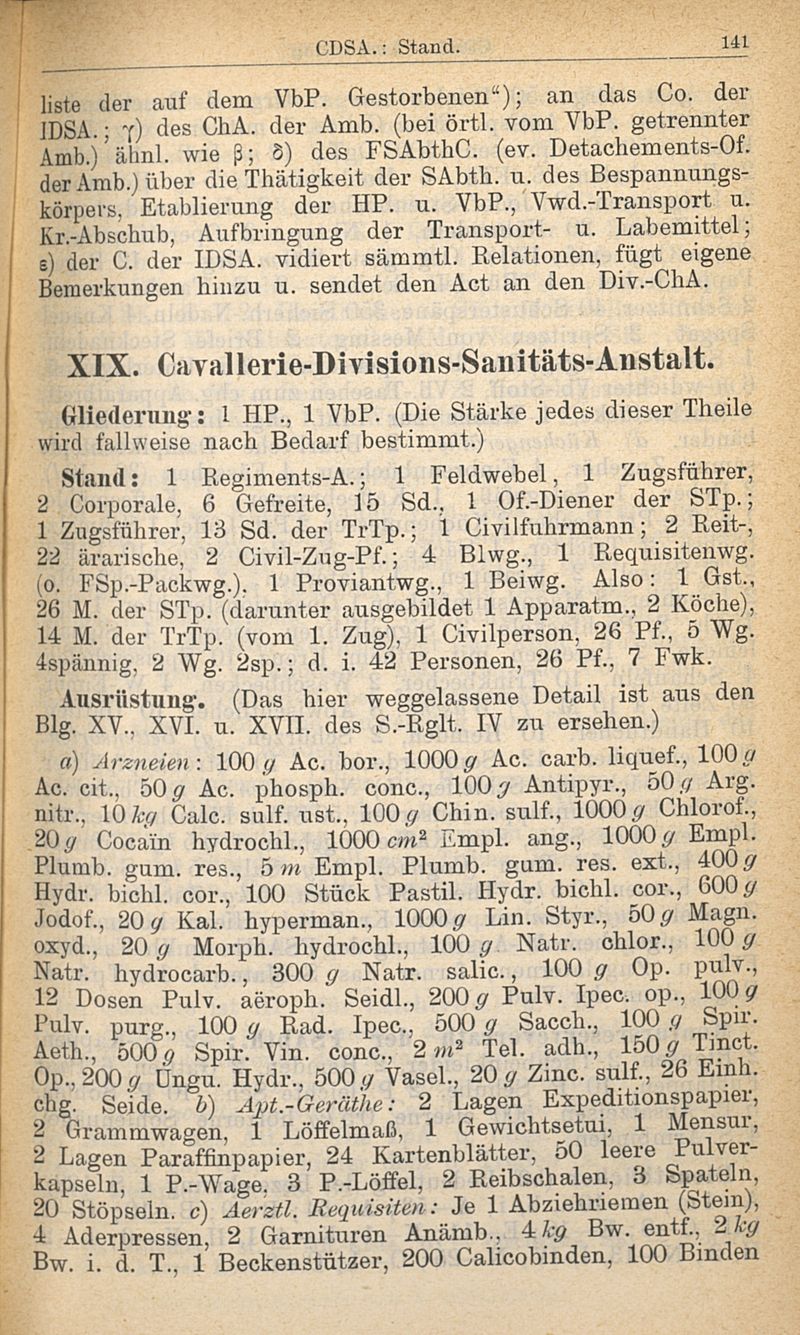 CDSA.: Stand. 141
liste der auf dem VbP. Gestorbenen“); an das Co. der
IDSA.; γ) des ChA. der Amb. (bei örtl. vom VbP. getrennter
Amb.) ähnl. wie β; δ) des FSAbthC. (ev. Detachements-Of.
der Amb.) über die Thätigkeit der SAbth. u. des Bespannungs-
körpers, Etablierung der HP. u. VbP., Vwd.-Transport u.
Kr.-Abschub, Aufbringung der Transport- u. Labemittel;
ε) der C. der IDSA. vidiert sämmtl. Relationen, fügt eigene
Bemerkungen hinzu u. sendet den Act an den Div.-ChA.
XIX. Cavallerie-Divisions-Sanitäts-Anstalt.
Gliederung: 1 HP., 1 VbP. (Die Stärke jedes dieser Theile
wird fallweise nach Bedarf bestimmt.)
Stand: 1 Regiments-A.; 1 Feldwebel, 1 Zugsführer,
2 Corporale, 6 Gefreite, 15 Sd., 1 Of.-Diener der STp.;
1 Zugsführer, 13 Sd. der TrTp.; 1 Civilfuhrmann; 2 Reit-,
22 ärarische, 2 Civil-Zug-Pf.; 4 Blwg., 1 Requisitenwg.
(o. FSp.-Packwg.), 1 Proviantwg., 1 Beiwg. Also: 1 Gst.,
26 M. der STp. (darunter ausgebildet 1 Apparatm., 2 Köche),
14 M. der TrTp. (vom 1. Zug), 1 Civilperson, 26 Pf., 5 Wg.
4spännig, 2 Wg. 2sp.; d. i. 42 Personen, 26 Pf., 7 Fwk.
Ausrüstung. (Das hier weggelassene Detail ist aus den
Blg. XV., XVI. u. XVII. des S.-Rglt. IV zu ersehen.)
a) Arzneien: 100 g Ac. bor., 1000 g Ac. carb. liquef., 100 g
Ac. cit., 50 g Ac. phosph. conc., 100 g Antipyr., 50 g Arg.
nitr., 10 kg Calc. sulf. ust., 100 g Chin. sulf., 1000 g Chlorof.,
20 g Cocaïn hydrochl., 1000 cm² Empl. ang., 1000 g Empl.
Plumb. gum. res., 5 m Empl. Plumb. gum. res. ext., 400 g
Hydr. bichl. cor., 100 Stück Pastil. Hydr. bichl. cor., 600 g
Jodof., 20 g Kal. hyperman., 1000 g Lin. Styr., 50 g Magn.
oxyd., 20 g Morph. hydrochl., 100 g Natr. chlor., 100 g
Natr. hydrocarb., 300 g Natr. salic., 100 g Op. pulv.,
12 Dosen Pulv. aëroph. Seidl., 200 g Pulv. Ipec. op., 100 g
Pulv. purg., 100 g Rad. Ipec., 500 g Sacch., 100 g Spir.
Aeth., 500 g Spir. Vin. conc., 2 m² Tel. adh., 150 g Tinct.
Op., 200 g Ungu. Hydr., 500 g Vasel., 20 g Zinc. sulf., 26 Einh.
chg. Seide. b) Apt.-Geräthe: 2 Lagen Expeditionspapier,
2 Grammwagen, 1 Löffelmaß, 1 Gewichtsetui, 1 Mensur,
2 Lagen Paraffinpapier, 24 Kartenblätter, 50 leere Pulver-
kapseln, 1 P.-Wage, 3 P.-Löffel, 2 Reibschalen, 3 Spateln,
20 Stöpseln. c) Aerztl. Requisiten: Je 1 Abziehriemen (Stein),
4 Aderpressen, 2 Garnituren Anämb., 4 kg Bw. entf., 2 kg
Bw. i. d. T., 1 Beckenstützer, 200 Calicobinden, 100 Binden